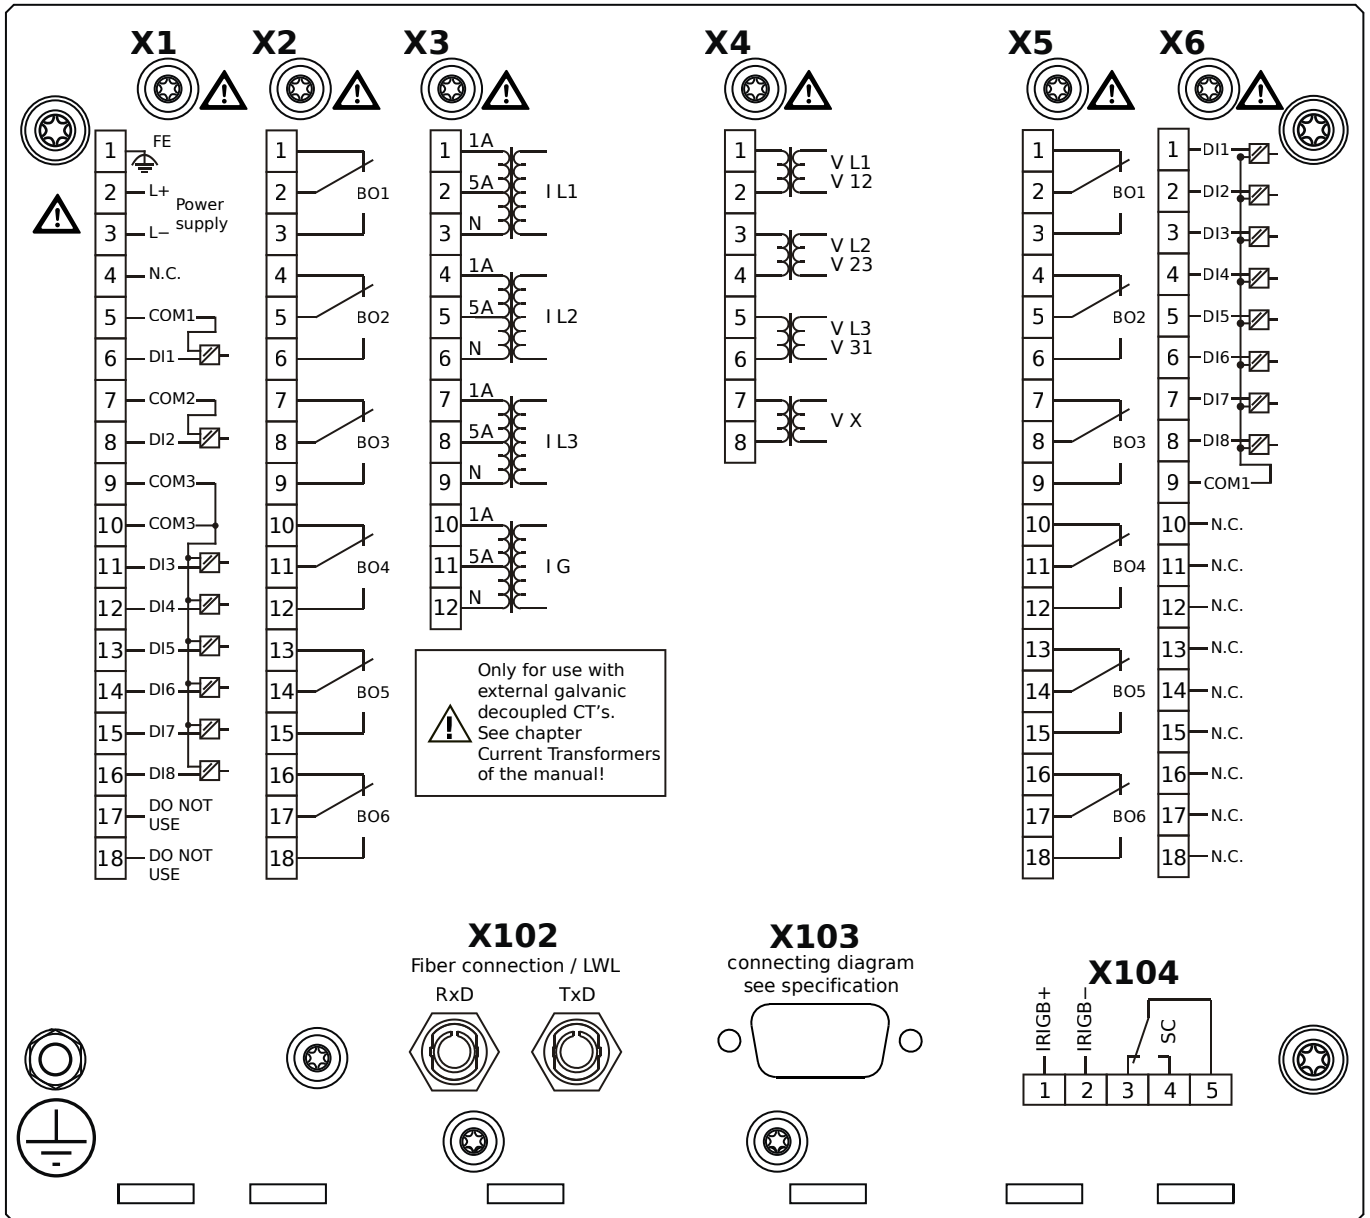 X1 X2 X3 X4 X5 X6
1 FE
2 L+
Power
supply
3 L−
4 N.C.
5 COM1
6 DI1
7 COM2
8 DI2
9 COM3
10 COM3
11 DI3
12 DI4
13 DI5
14 DI6
15 DI7
16 DI8
17 DO NOT
USE
18 DO NOT
USE
1
2 BO1
3
4
5 BO2
6
7
8 BO3
9
10
11 BO4
12
13
14 BO5
15
16
17 BO6
18
1 1A
2 5A I L1
3 N
4 1A
5 5A I L2
6 N
7 1A
8 5A I L3
9 N
10 1A
11 5A I G
12 N
Only for use with
external galvanic
decoupled CT's.
See chapter
Current Transformers
of the manual!
1 V L1
2 V 12
3 V L2
4 V 23
5 V L3
6 V 31
7 V X
8
1
2 BO1
3
4
5 BO2
6
7
8 BO3
9
10
11 BO4
12
13
14 BO5
15
16
17 BO6
18
1 DI1
2 DI2
3 DI3
4 DI4
5 DI5
6 DI6
7 DI7
8 DI8
9 COM1
10 N.C.
11 N.C.
12 N.C.
13 N.C.
14 N.C.
15 N.C.
16 N.C.
17 N.C.
18 N.C.
X102
Fiber connection / LWL
RxD TxD
X103
connecting diagram
see specification
X104
IRIGB+
IRIGB−
SC
1 2 3 4 5